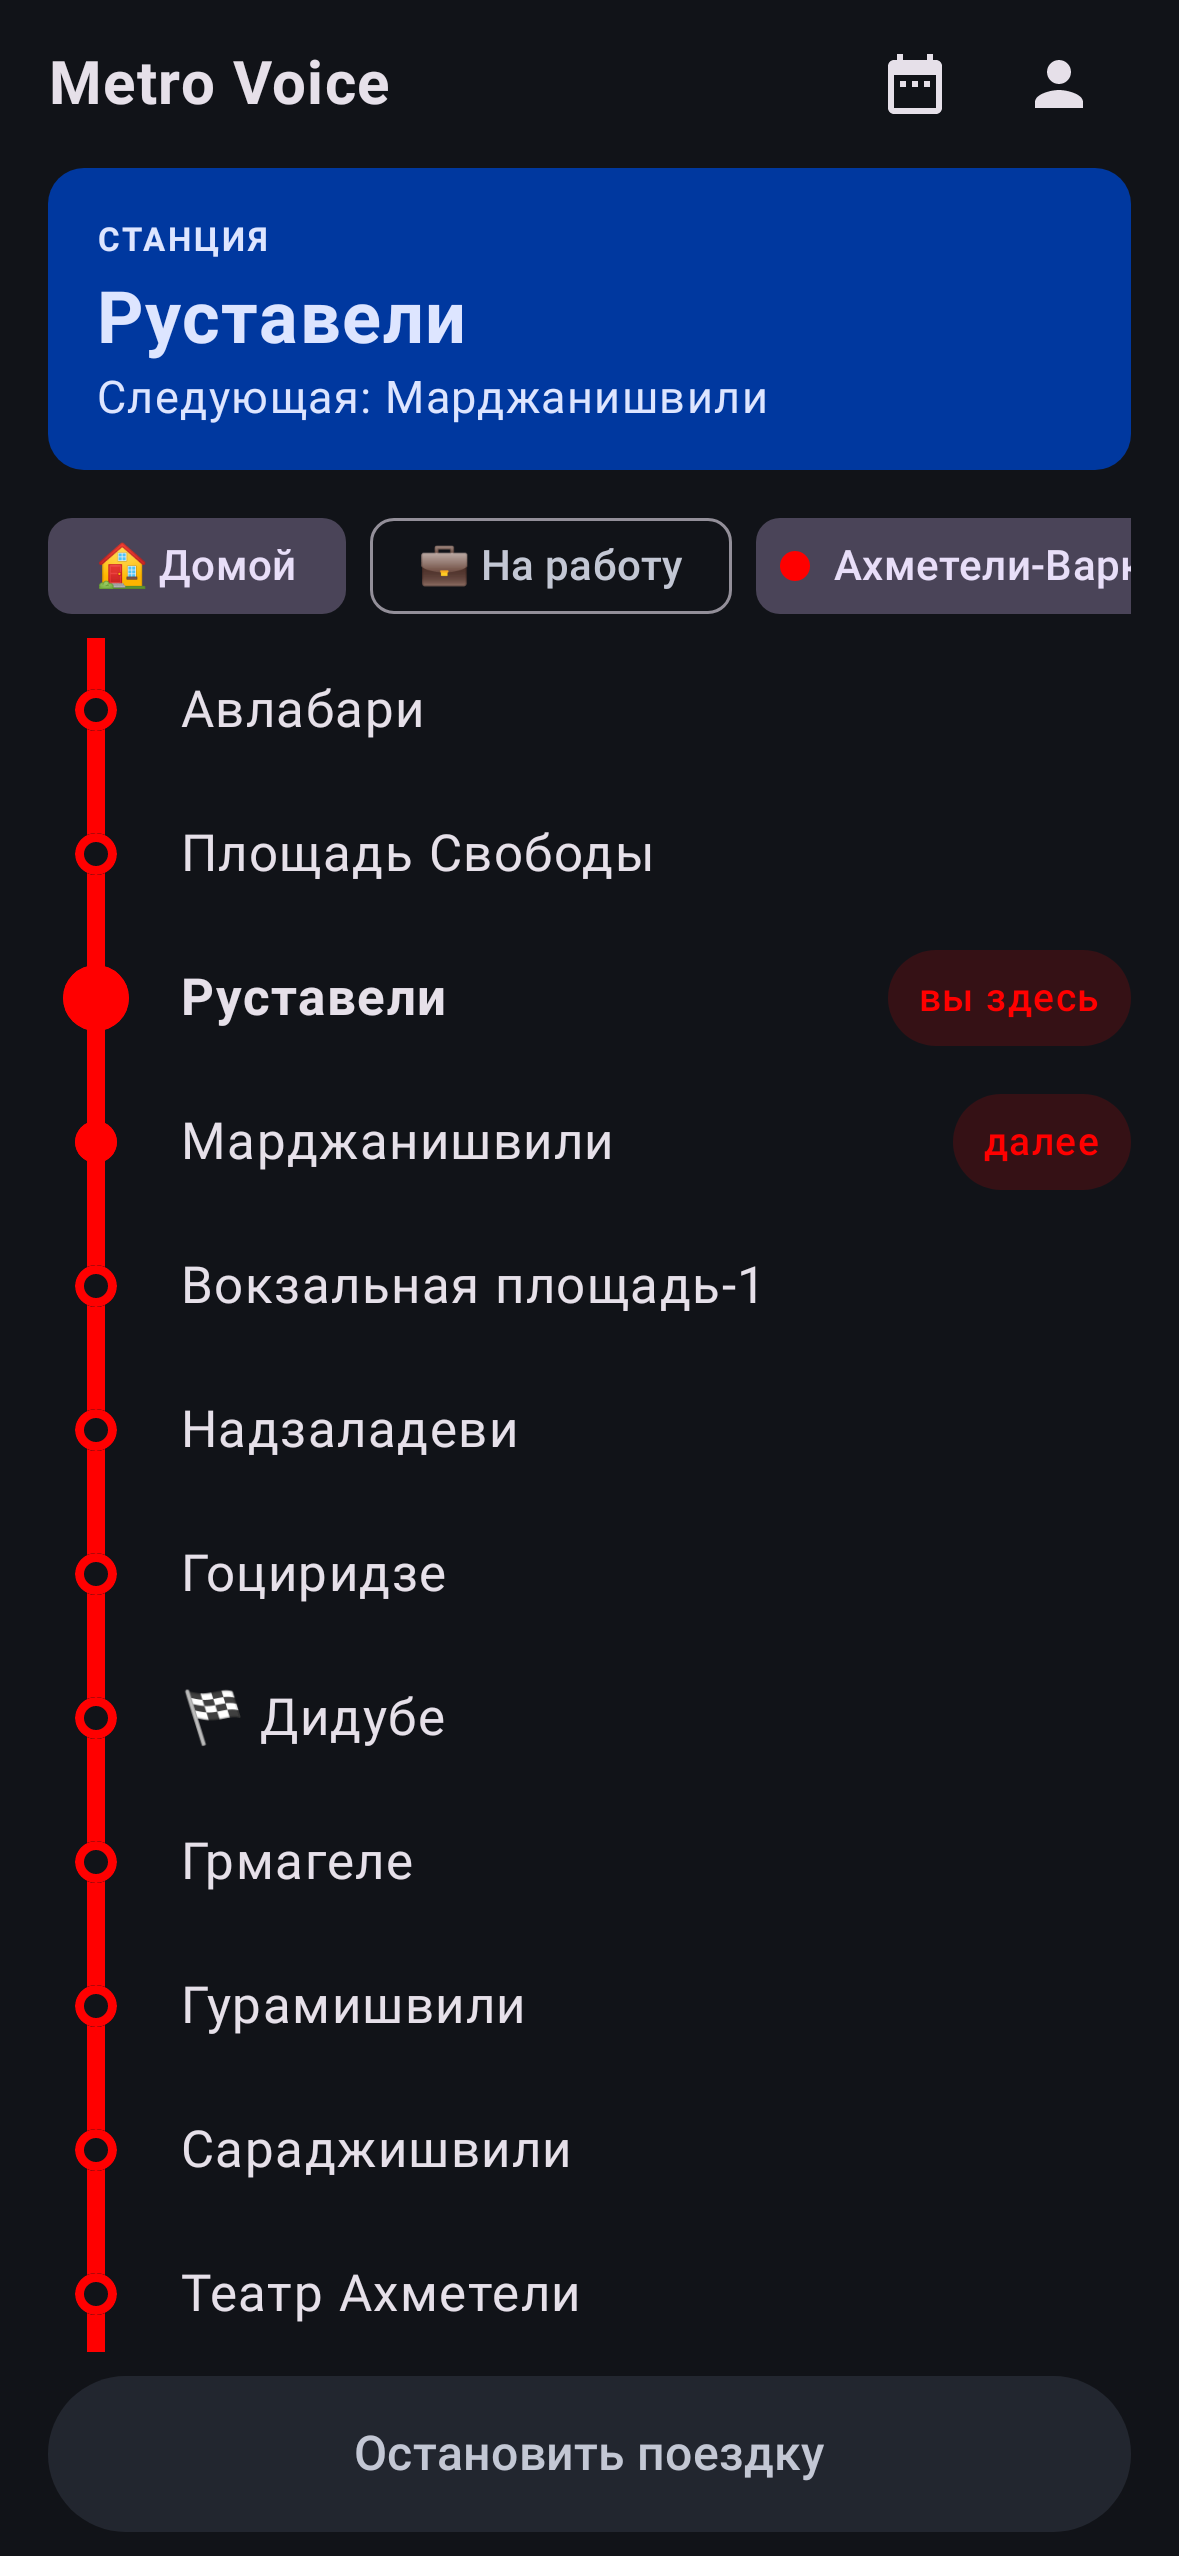 Metro Voice
СТАНЦИЯ
Руставели
Следующая: Марджанишвили
🏠 Домой
💼 На работу
Ахметели-Варк
Авлабари
Площадь Свободы
Руставели
вы здесь
Марджанишвили
далее
Вокзальная площадь-1
Надзаладеви
Гоциридзе
🏁 Дидубе
Грмагеле
Гурамишвили
Сараджишвили
Театр Ахметели
Остановить поездку